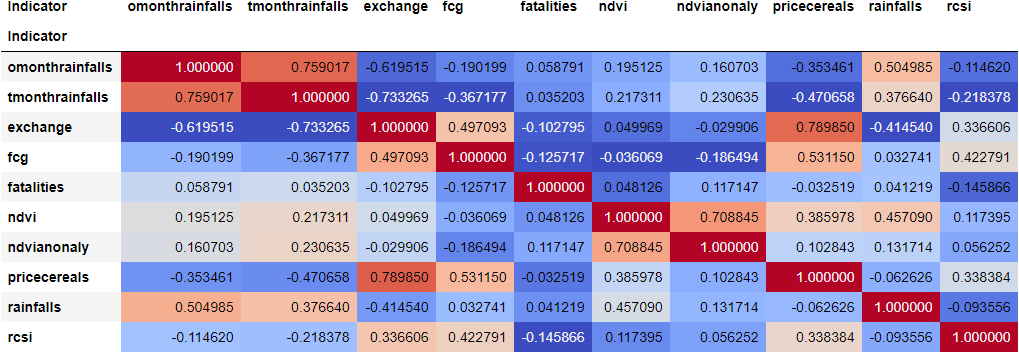 Indicator omonthrainfalls tmonthrainfalls exchange fcg fatalities ndvi ndvianonaly pricecereals rainfalls rcsi
Indicator
omonthrainfalls 1.000000 0.759017 -0.619515 -0.190199 0.058791 0.195125 0.160703 -0.353461 0.504985 -0.114620
tmonthrainfalls 0.759017 1.000000 -0.733265 -0.367177 0.035203 0.217311 0.230635 -0.470658 0.376640 -0.218378
exchange -0.619515 -0.733265 1.000000 0.497093 -0.102795 0.049969 -0.029906 0.789850 -0.414540 0.336606
fcg -0.190199 -0.367177 0.497093 1.000000 -0.125717 -0.036069 -0.186494 0.531150 0.032741 0.422791
fatalities 0.058791 0.035203 -0.102795 -0.125717 1.000000 0.048126 0.117147 -0.032519 0.041219 -0.145866
ndvi 0.195125 0.217311 0.049969 -0.036069 0.048126 1.000000 0.708845 0.385978 0.457090 0.117395
ndvianonaly 0.160703 0.230635 -0.029906 -0.186494 0.117147 0.708845 1.000000 0.102843 0.131714 0.056252
pricecereals -0.353461 -0.470658 0.789850 0.531150 -0.032519 0.385978 0.102843 1.000000 -0.062626 0.338384
rainfalls 0.504985 0.376640 -0.414540 0.032741 0.041219 0.457090 0.131714 -0.062626 1.000000 -0.093556
rcsi -0.114620 -0.218378 0.336606 0.422791 -0.145866 0.117395 0.056252 0.338384 -0.093556 1.000000